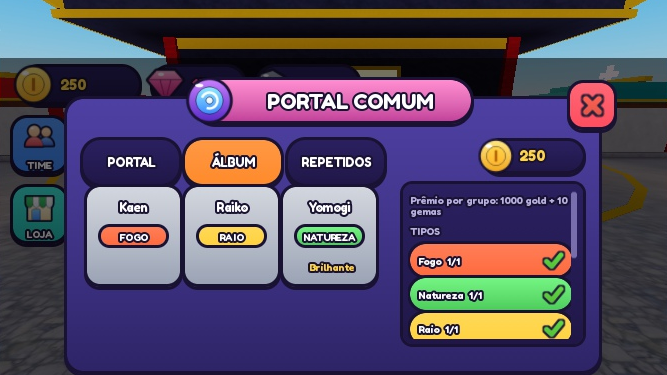 250
PORTAL COMUM
TIME
LOJA
PORTAL
ÁLBUM
REPETIDOS
250
Kaen
FOGO
Raiko
RAIO
Yomogi
NATUREZA
Brilhante
Prêmio por grupo: 1000 gold + 10
gemas
TIPOS
Fogo 1/1
Natureza 1/1
Raio 1/1